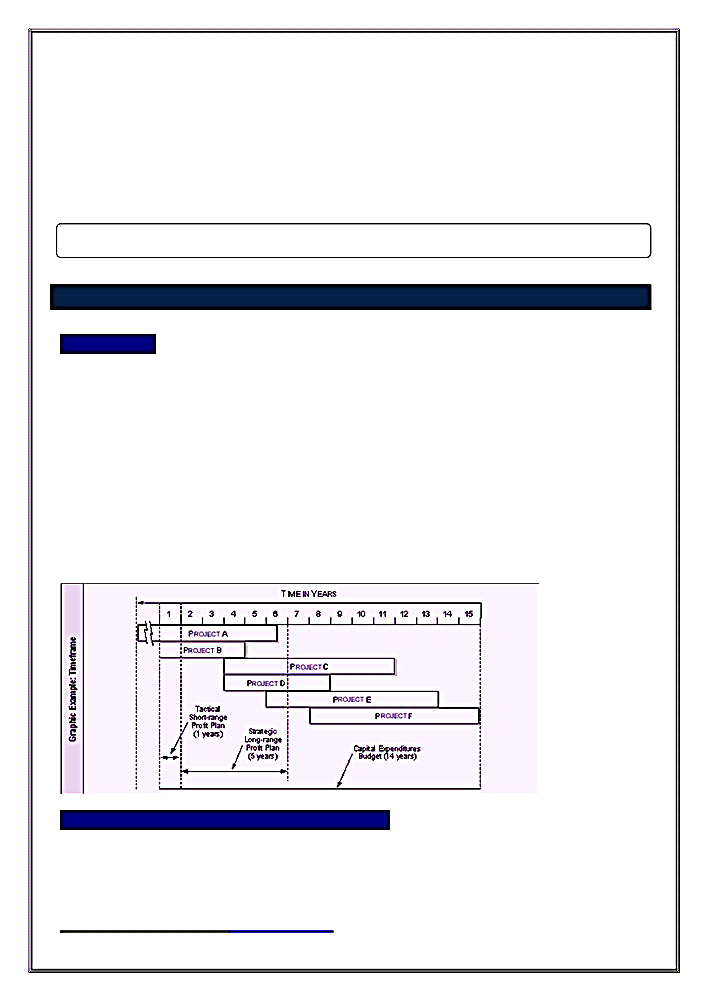 TIME IN YEARS
1 2 3 4 5 6 7 8 9 10 11 12 13 14 15
PROJECT A
PROJECT B
PROJECT C
PROJECT D
PROJECT E
PROJECT F
Graphic Example: Timeframe
Tactical
Short-range
Profit Plan
(1 years)
Strategic
Long-range
Profit Plan
(5 years)
Capital Expenditures
Budget (14 years)